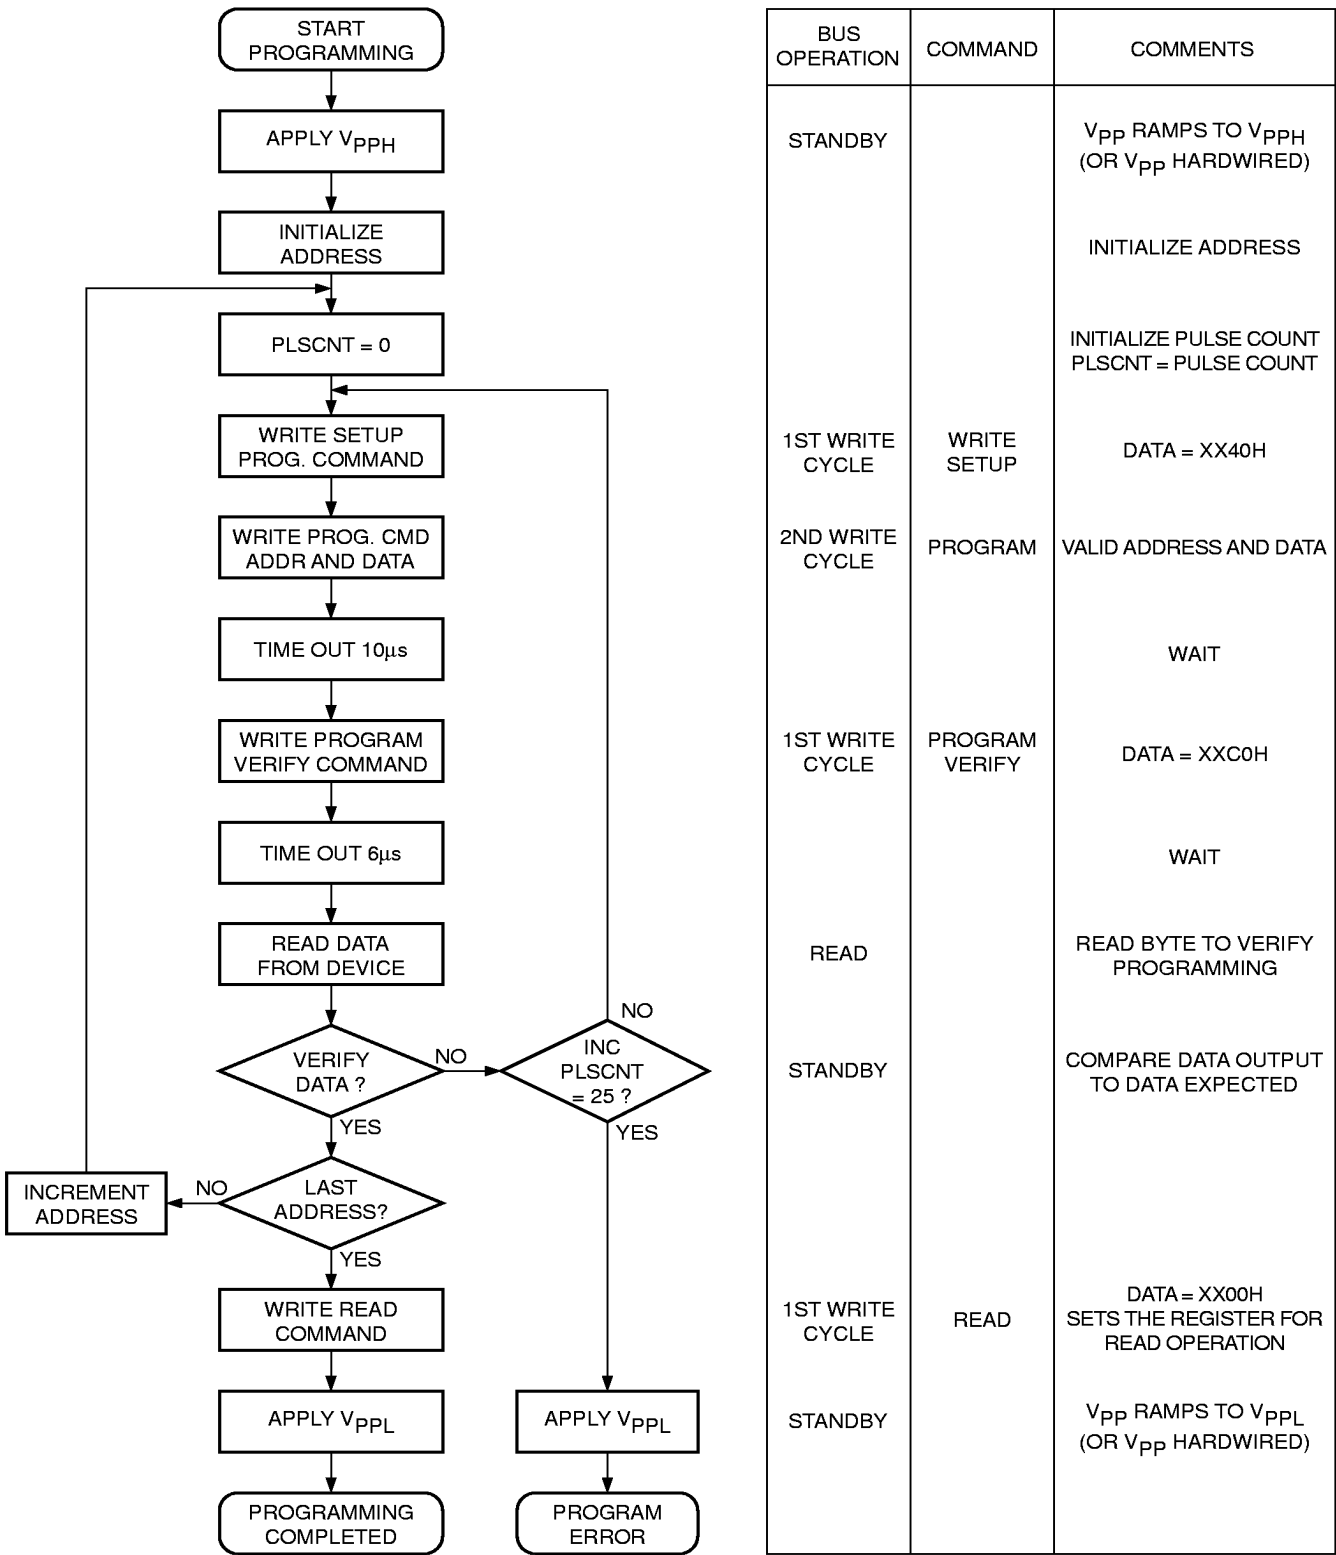 START
PROGRAMMING
APPLY VPPH
INITIALIZE
ADDRESS
PLSCNT = 0
WRITE SETUP
PROG. COMMAND
WRITE PROG. CMD
ADDR AND DATA
TIME OUT 10µs
WRITE PROGRAM
VERIFY COMMAND
TIME OUT 6µs
READ DATA
FROM DEVICE
VERIFY
DATA ?
NO
YES
INC
PLSCNT
= 25 ?
NO
YES
LAST
ADDRESS?
NO
YES
INCREMENT
ADDRESS
WRITE READ
COMMAND
APPLY VPPL
PROGRAMMING
COMPLETED
APPLY VPPL
PROGRAM
ERROR
BUS
OPERATION
COMMAND
COMMENTS
STANDBY
VPP RAMPS TO VPPH
(OR VPP HARDWIRED)
INITIALIZE ADDRESS
INITIALIZE PULSE COUNT
PLSCNT = PULSE COUNT
1ST WRITE
CYCLE
WRITE
SETUP
DATA = XX40H
2ND WRITE
CYCLE
PROGRAM
VALID ADDRESS AND DATA
WAIT
1ST WRITE
CYCLE
PROGRAM
VERIFY
DATA = XXC0H
WAIT
READ
READ BYTE TO VERIFY
PROGRAMMING
STANDBY
COMPARE DATA OUTPUT
TO DATA EXPECTED
1ST WRITE
CYCLE
READ
DATA = XX00H
SETS THE REGISTER FOR
READ OPERATION
STANDBY
VPP RAMPS TO VPPL
(OR VPP HARDWIRED)